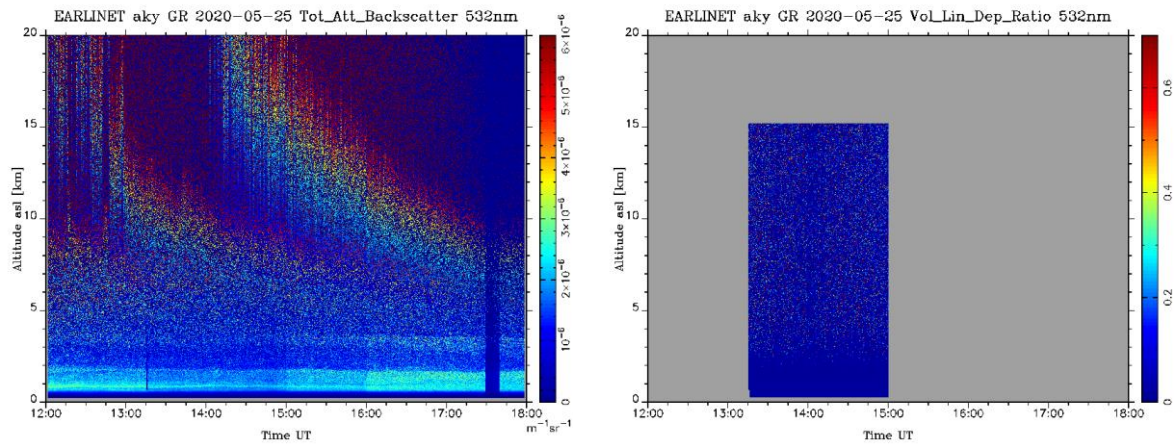 EARLINET aky GR 2020-05-25 Tot_Att_Backscatter 532nm
20
15
10
5
0
Altitude asl [km]
12:00 13:00 14:00 15:00 16:00 17:00 18:00
Time UT
6×10⁻⁶
5×10⁻⁶
4×10⁻⁶
3×10⁻⁶
2×10⁻⁶
1×10⁻⁶
0
m⁻¹sr⁻¹
EARLINET aky GR 2020-05-25 Vol_Lin_Dep_Ratio 532nm
20
15
10
5
0
Altitude asl [km]
12:00 13:00 14:00 15:00 16:00 17:00 18:00
Time UT
0.6
0.4
0.2
0